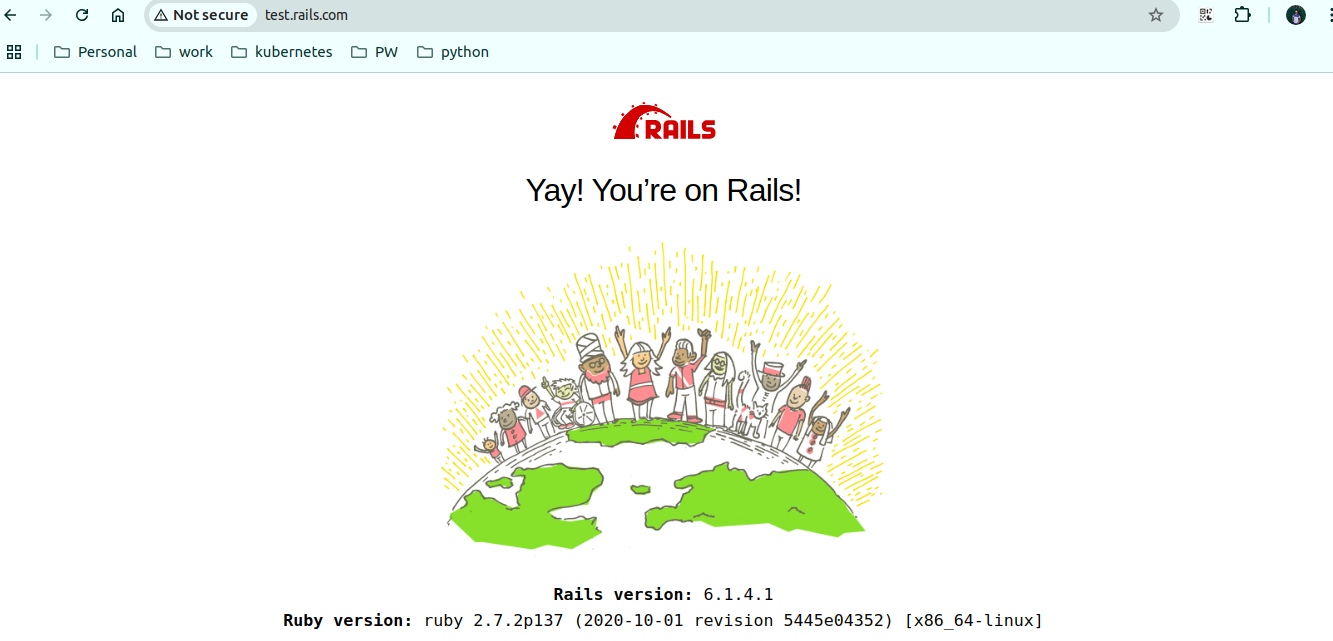 Not secure test.rails.com
Personal work kubernetes PW python
RAILS
Yay! You’re on Rails!
Rails version: 6.1.4.1
Ruby version: ruby 2.7.2p137 (2020-10-01 revision 5445e04352) [x86_64-linux]